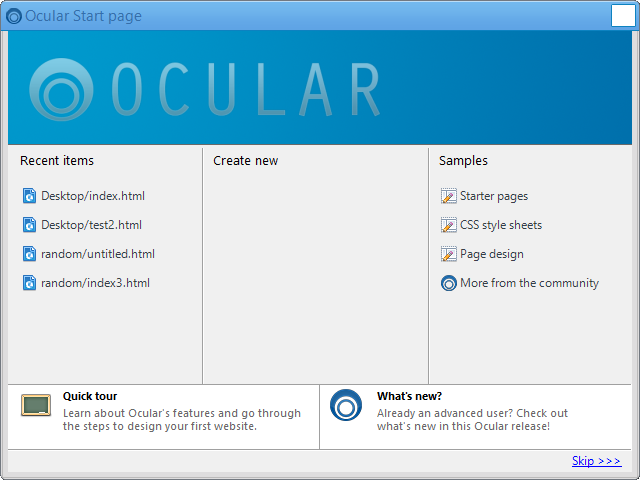 Ocular Start page
OCULAR
Recent items
Desktop/index.html
Desktop/test2.html
random/untitled.html
random/index3.html
Create new
Samples
Starter pages
CSS style sheets
Page design
More from the community
Quick tour
Learn about Ocular's features and go through
the steps to design your first website.
What's new?
Already an advanced user? Check out
what's new in this Ocular release!
Skip >>>